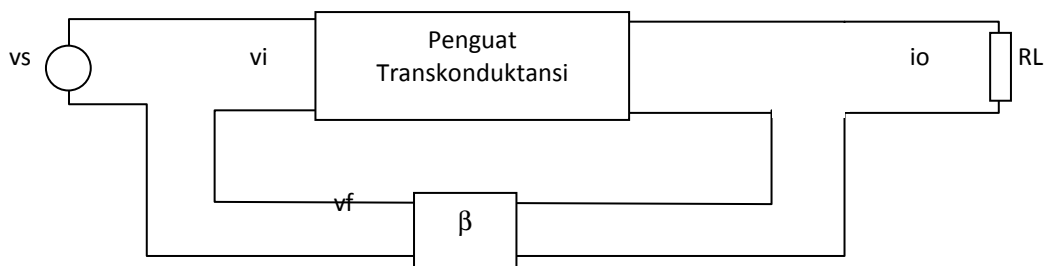 Penguat
Transkonduktansi
vs
vi
io
RL
vf
β